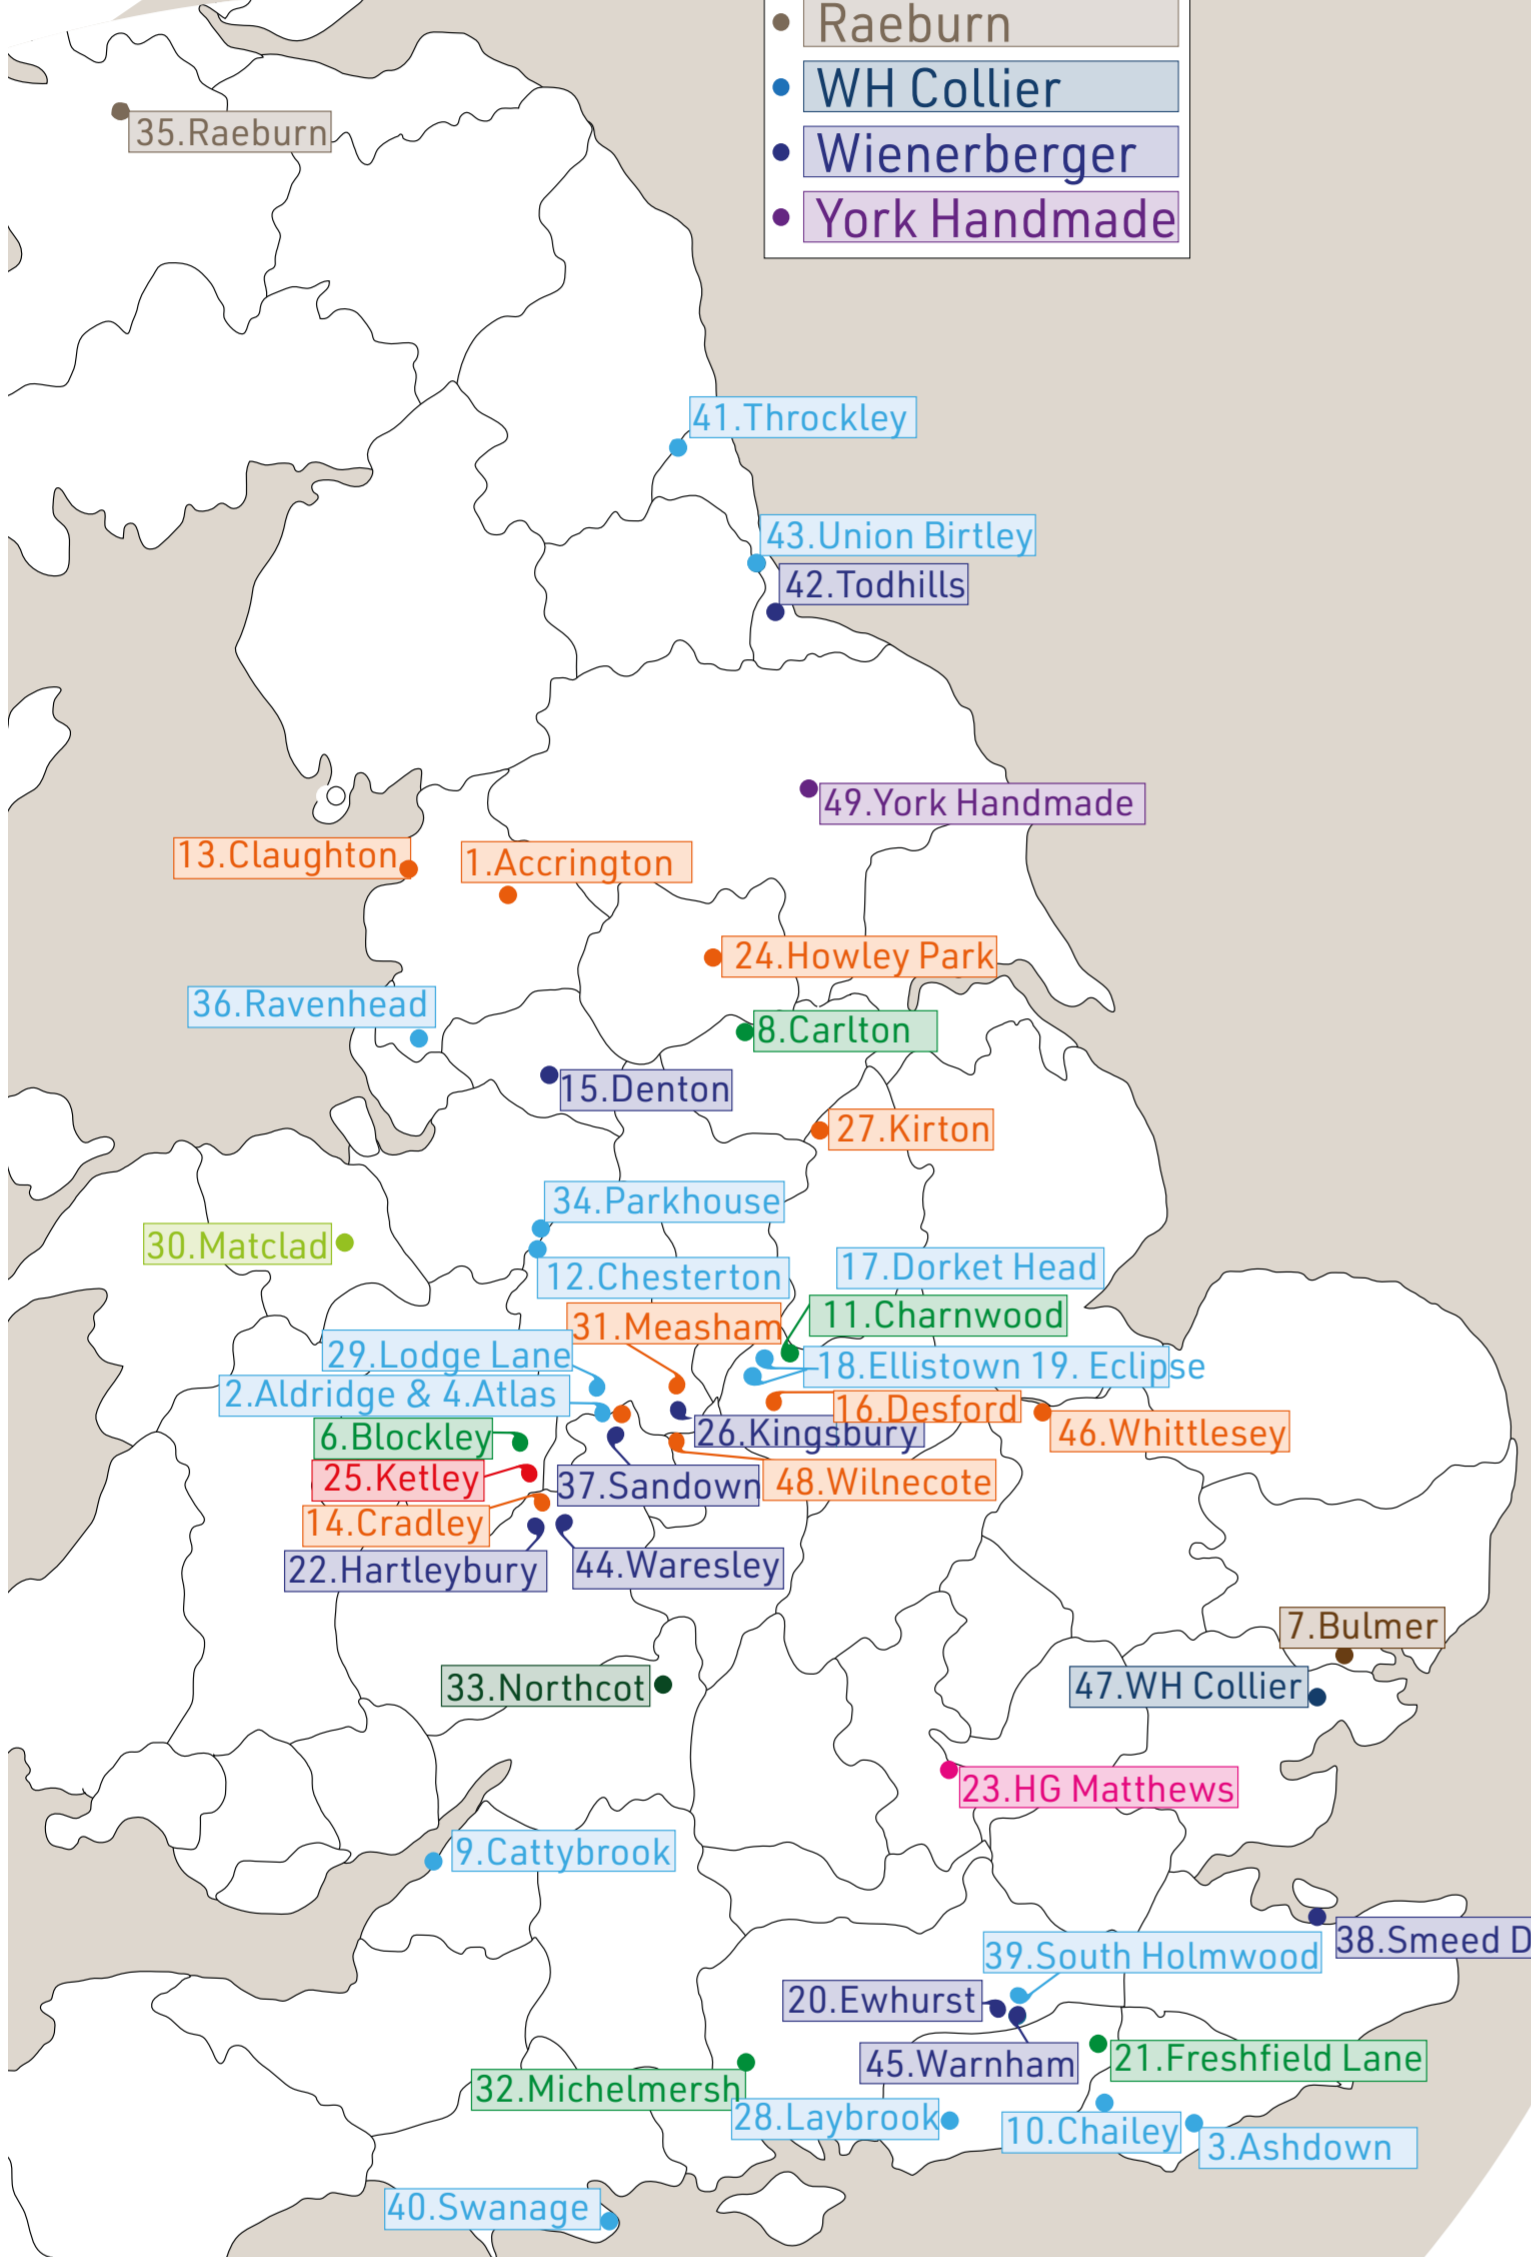 Raeburn
WH Collier
Wienerberger
York Handmade
35.Raeburn
41.Throckley
43.Union Birtley
42.Todhills
49.York Handmade
13.Claughton
1.Accrington
24.Howley Park
36.Ravenhead
8.Carlton
15.Denton
27.Kirton
34.Parkhouse
30.Matclad
12.Chesterton
17.Dorket Head
31.Measham
11.Charnwood
29.Lodge Lane
18.Ellistown 19. Eclipse
2.Aldridge & 4.Atlas
16.Desford
6.Blockley
26.Kingsbury
46.Whittlesey
25.Ketley
37.Sandown
48.Wilnecote
14.Cradley
22.Hartleybury
44.Waresley
7.Bulmer
33.Northcot
47.WH Collier
23.HG Matthews
9.Cattybrook
38.Smeed D
39.South Holmwood
20.Ewhurst
45.Warnham
21.Freshfield Lane
32.Michelmersh
28.Laybrook
10.Chailey
3.Ashdown
40.Swanage